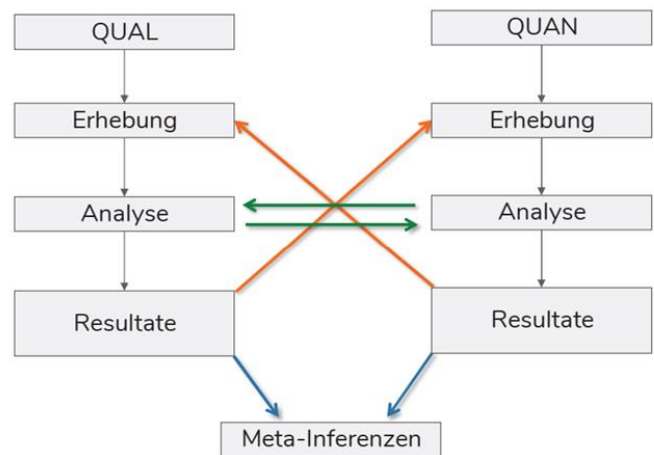 QUAL
QUAN
Erhebung
Erhebung
Analyse
Analyse
Resultate
Resultate
Meta-Inferenzen